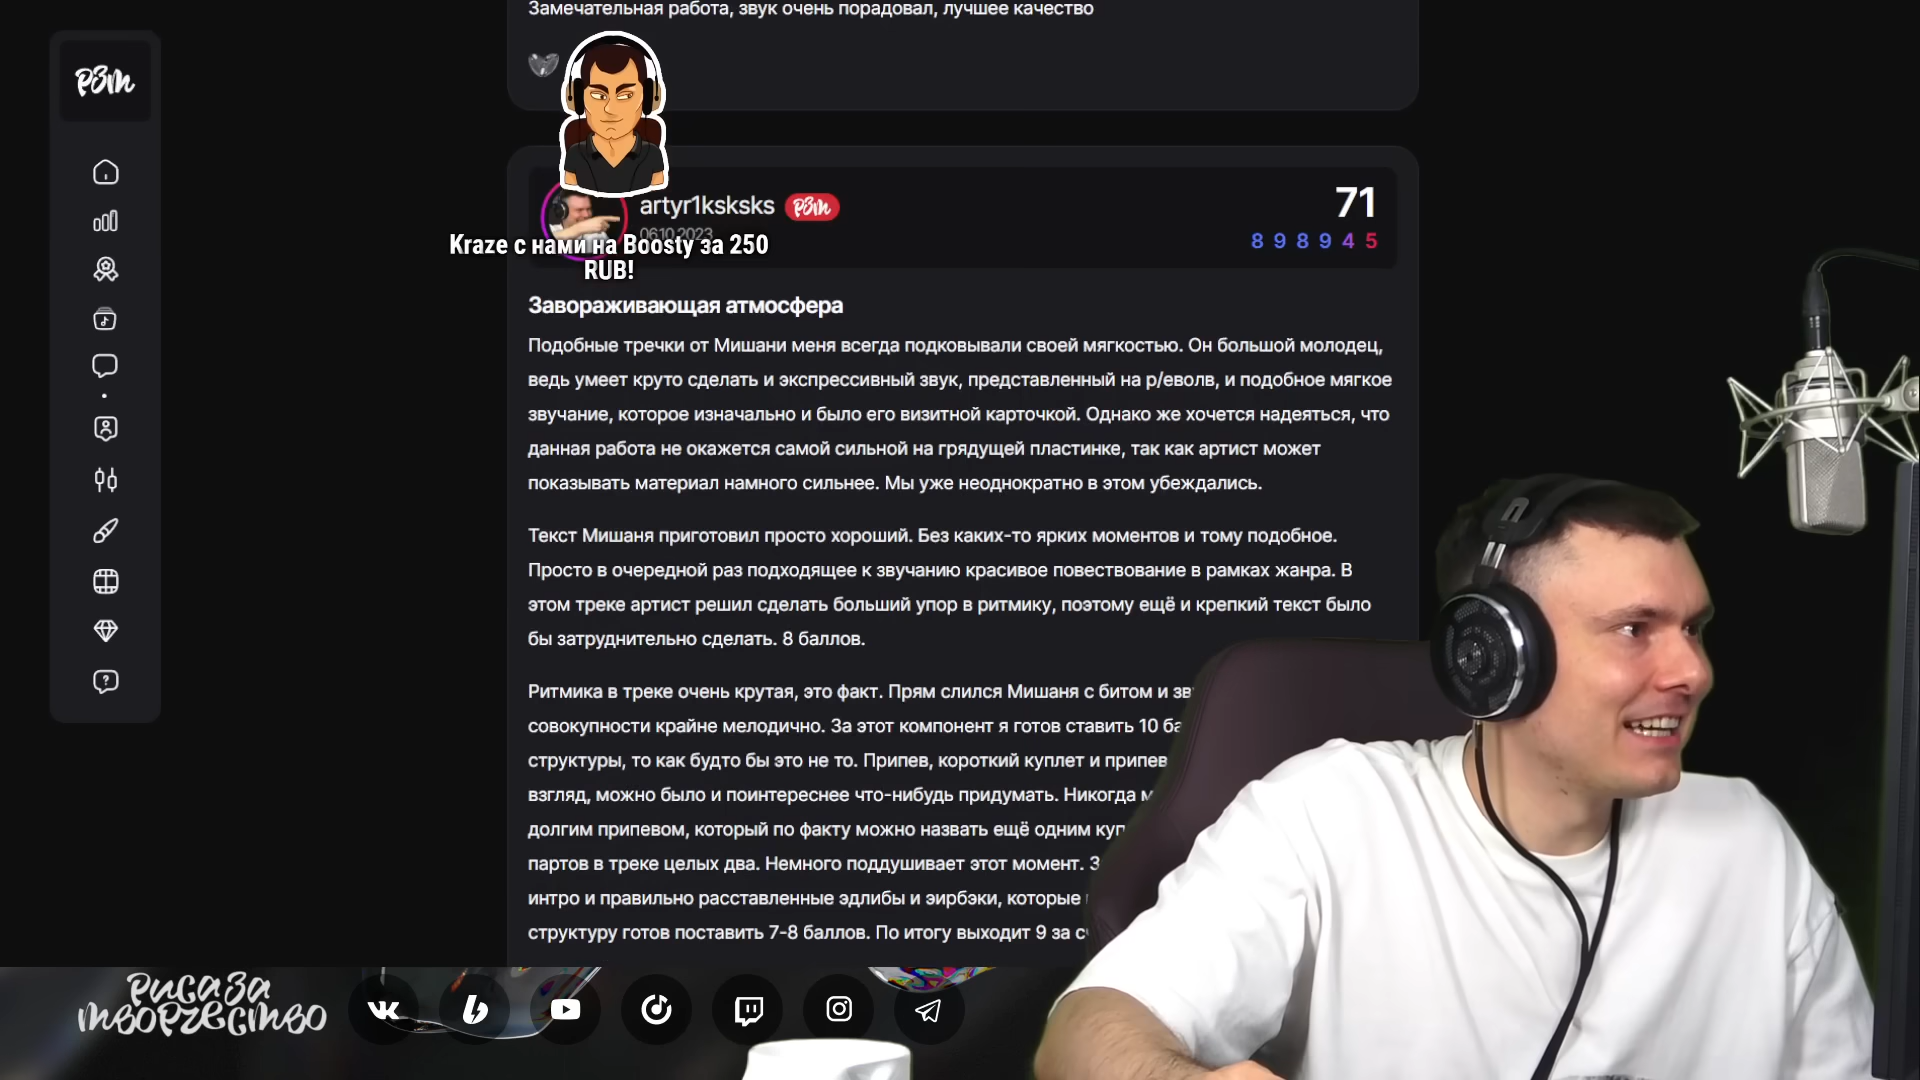 Замечательная работа, звук очень порадовал, лучшее качество
РЗТ
artyr1ksksks РЗТ
71
06.10.2023
8 9 8 9 4 5
Kraze с нами на Boosty за 250
RUB!
Завораживающая атмосфера
Подобные тречки от Мишани меня всегда подковывали своей мягкостью. Он большой молодец,
ведь умеет круто сделать и экспрессивный звук, представленный на р/еволв, и подобное мягкое
звучание, которое изначально и было его визитной карточкой. Однако же хочется надеяться, что
данная работа не окажется самой сильной на грядущей пластинке, так как артист может
показывать материал намного сильнее. Мы уже неоднократно в этом убеждались.
Текст Мишаня приготовил просто хороший. Без каких-то ярких моментов и тому подобное.
Просто в очередной раз подходящее к звучанию красивое повествование в рамках жанра. В
этом треке артист решил сделать больший упор в ритмику, поэтому ещё и крепкий текст было
бы затруднительно сделать. 8 баллов.
Ритмика в треке очень крутая, это факт. Прям слился Мишаня с битом и
совокупности крайне мелодично. За этот компонент я готов ставить 10
структуры, то как будто бы это не то. Припев, короткий куплет и припев
взгляд, можно было и поинтереснее что-нибудь придумать. Никогда
долгим припевом, который по факту можно назвать ещё одним
партов в треке целых два. Немного поддушивает этот момент.
интро и правильно расставленные эдлибы и эирбэки, которые
структуру готов поставить 7-8 баллов. По итогу выходит 9 за
риса за
творчество